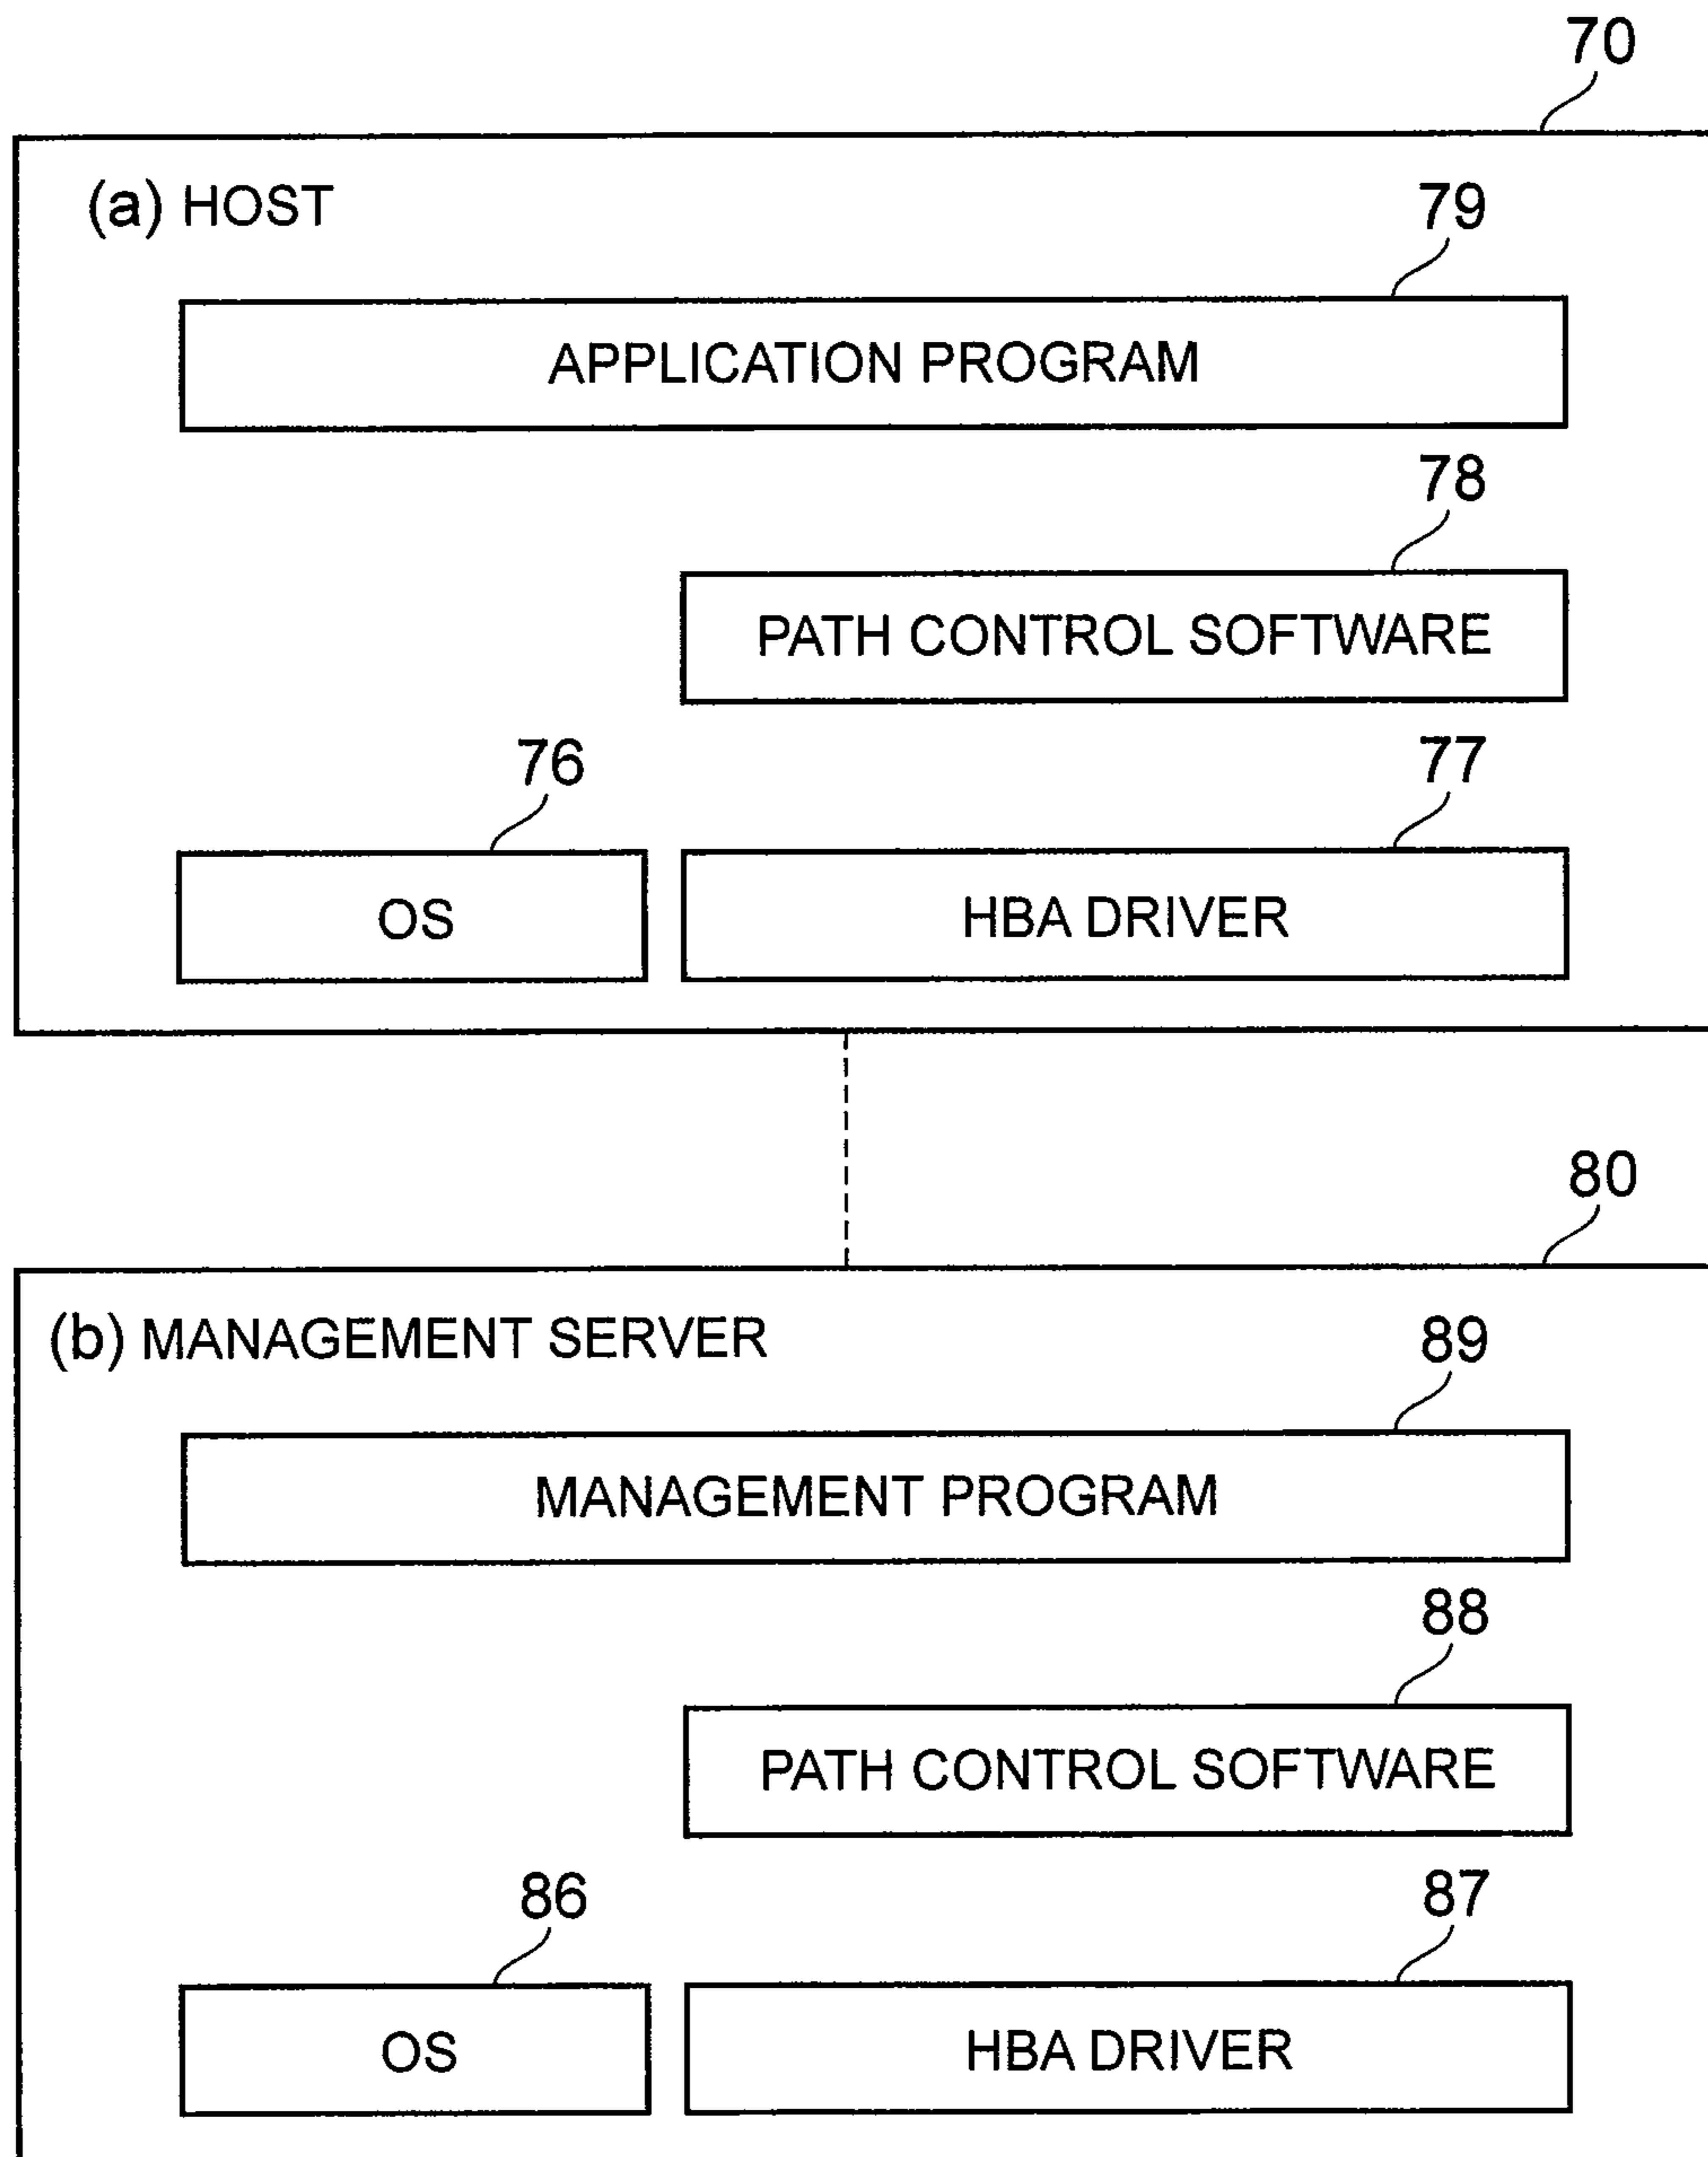 70
(a) HOST
79
APPLICATION PROGRAM
78
PATH CONTROL SOFTWARE
76
77
OS
HBA DRIVER
80
(b) MANAGEMENT SERVER
89
MANAGEMENT PROGRAM
88
PATH CONTROL SOFTWARE
86
87
OS
HBA DRIVER